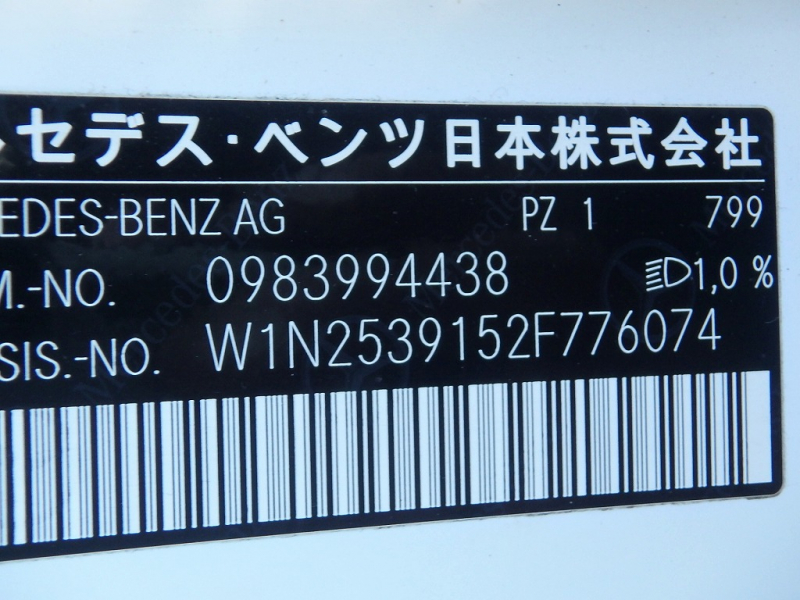 ルセデス・ベンツ日本株式会社
EDES-BENZ AG PZ 1 799
M.-NO. 0983994438 1,0 %
SIS.-NO. W1N2539152F776074